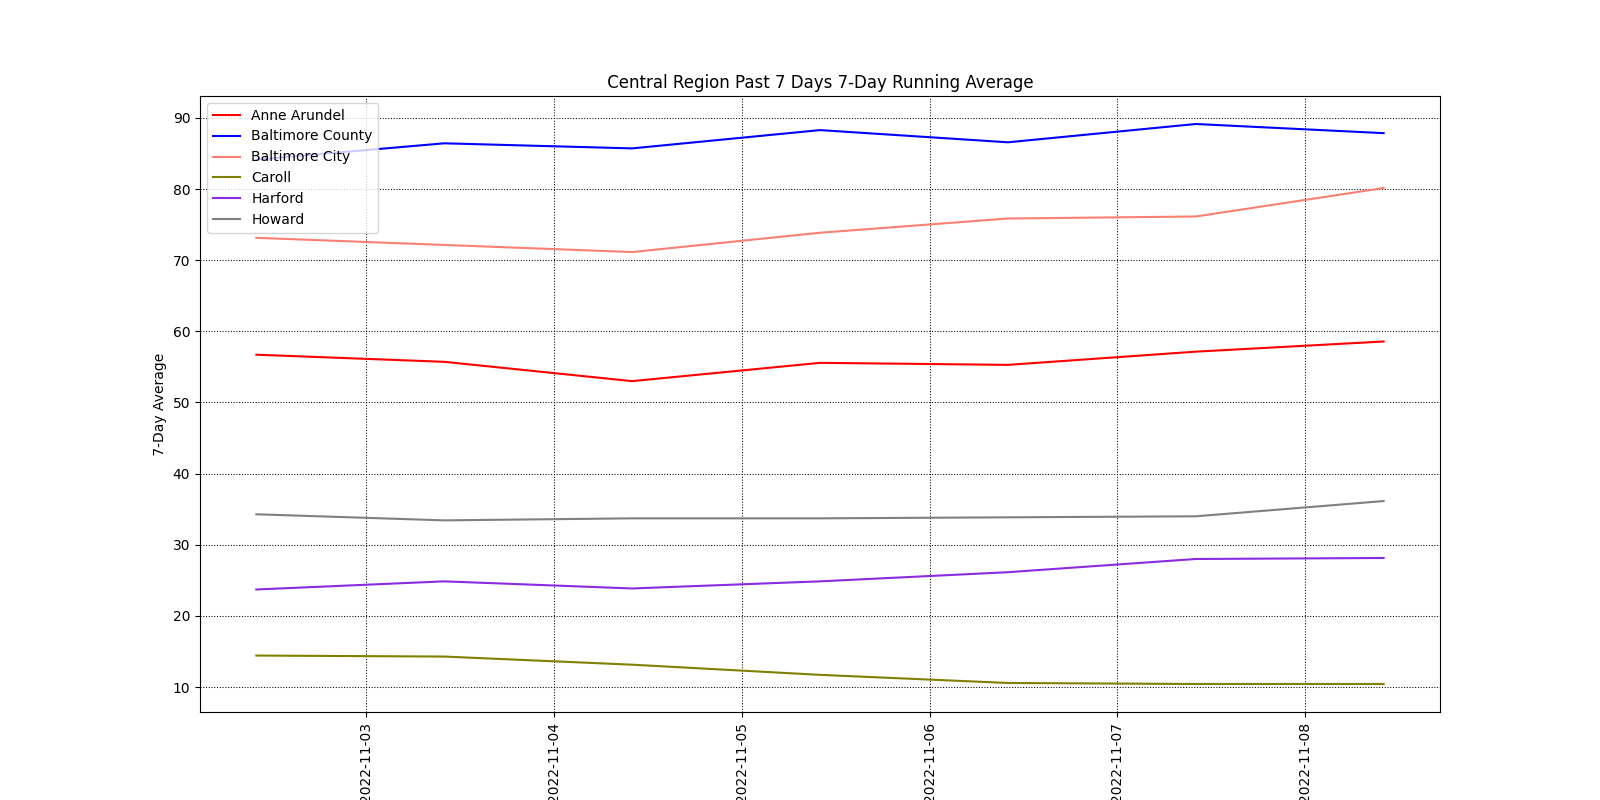 Central Region Past 7 Days 7-Day Running Average
Anne Arundel
Baltimore County
Baltimore City
Caroll
Harford
Howard
7-Day Average
90
80
70
60
50
40
30
20
10
2022-11-03
2022-11-04
2022-11-05
2022-11-06
2022-11-07
2022-11-08